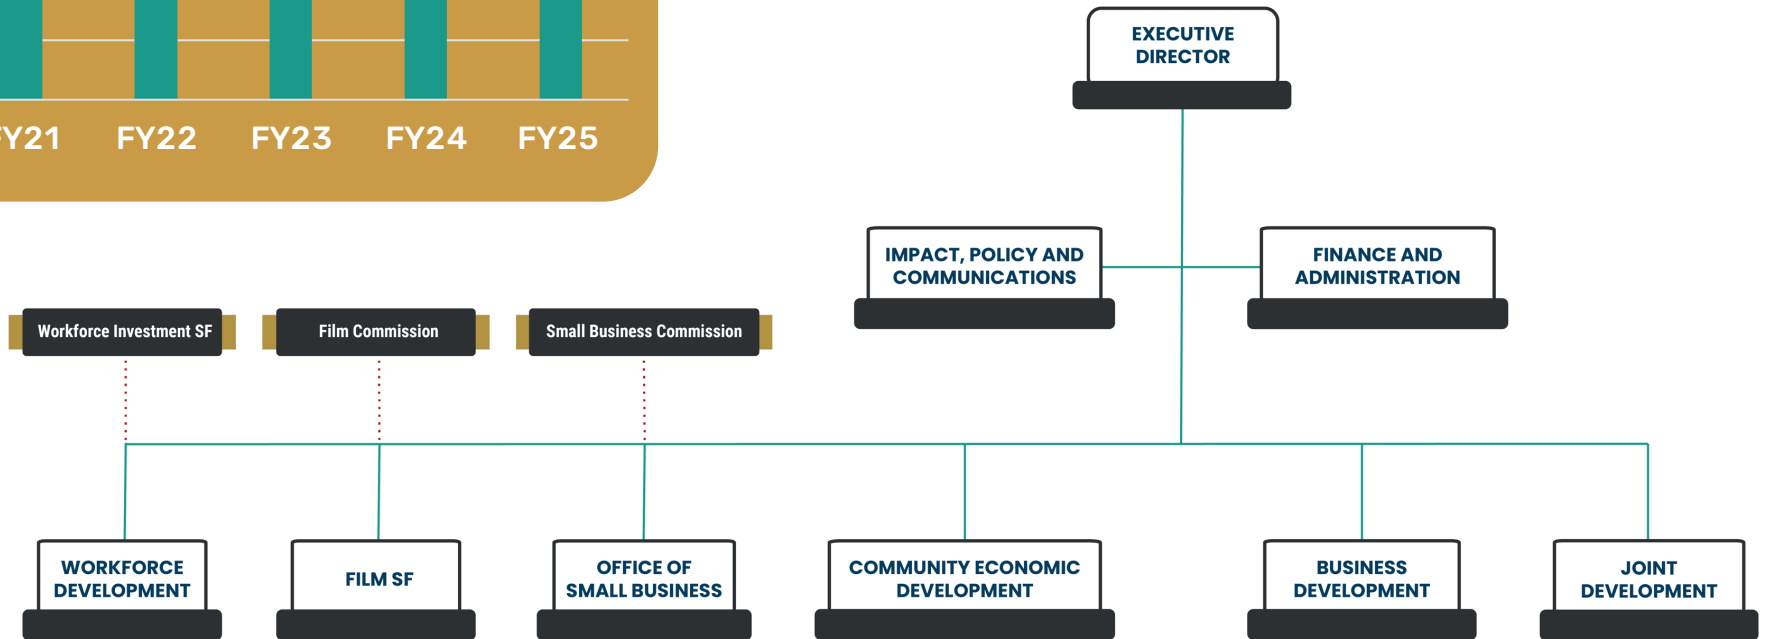 FY21 FY22 FY23 FY24 FY25
EXECUTIVE
DIRECTOR
IMPACT, POLICY AND
COMMUNICATIONS
FINANCE AND
ADMINISTRATION
Workforce Investment SF
Film Commission
Small Business Commission
WORKFORCE
DEVELOPMENT
FILM SF
OFFICE OF
SMALL BUSINESS
COMMUNITY ECONOMIC
DEVELOPMENT
BUSINESS
DEVELOPMENT
JOINT
DEVELOPMENT